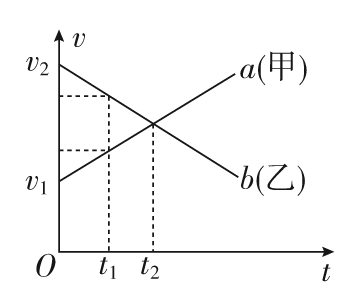 v
v₂
a(甲)
v₁
b(乙)
O
t₁
t₂
t